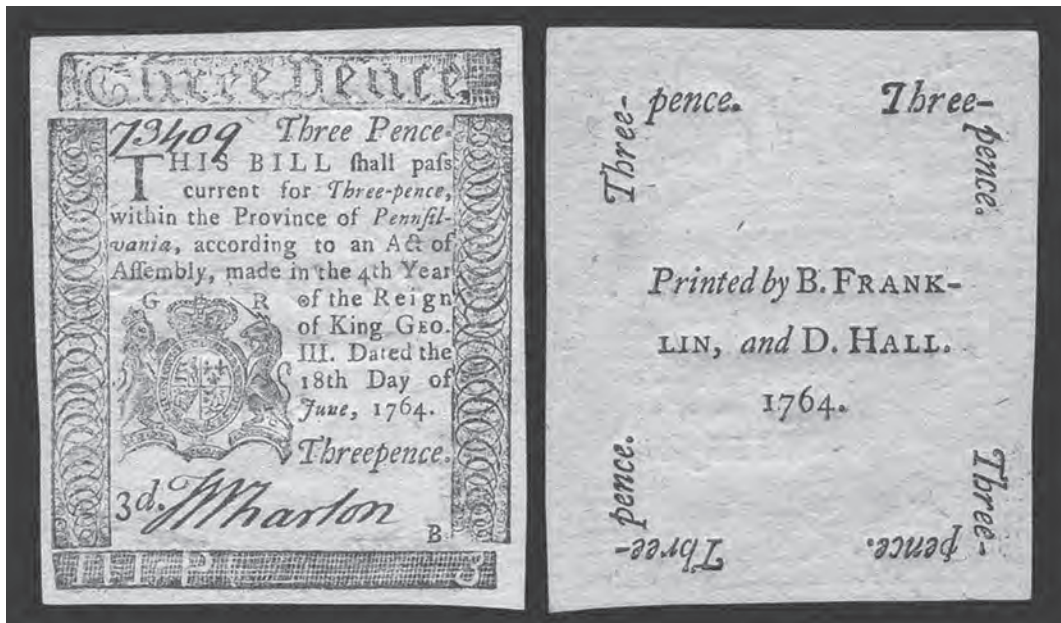 Three Pence.
73409 Three Pence.
THIS BILL ſhall paſs
current for Three-pence,
within the Province of Pennſil-
vania, according to an Act of
Aſſembly, made in the 4th Year
G R of the Reign
of King GEO.
III. Dated the
18th Day of
June, 1764.
Threepence.
3d. Wharton
B
III·P 3
Three-pence. Three-pence.
Printed by B. FRANK-
LIN, and D. HALL.
1764.
Three-pence. Three-pence.